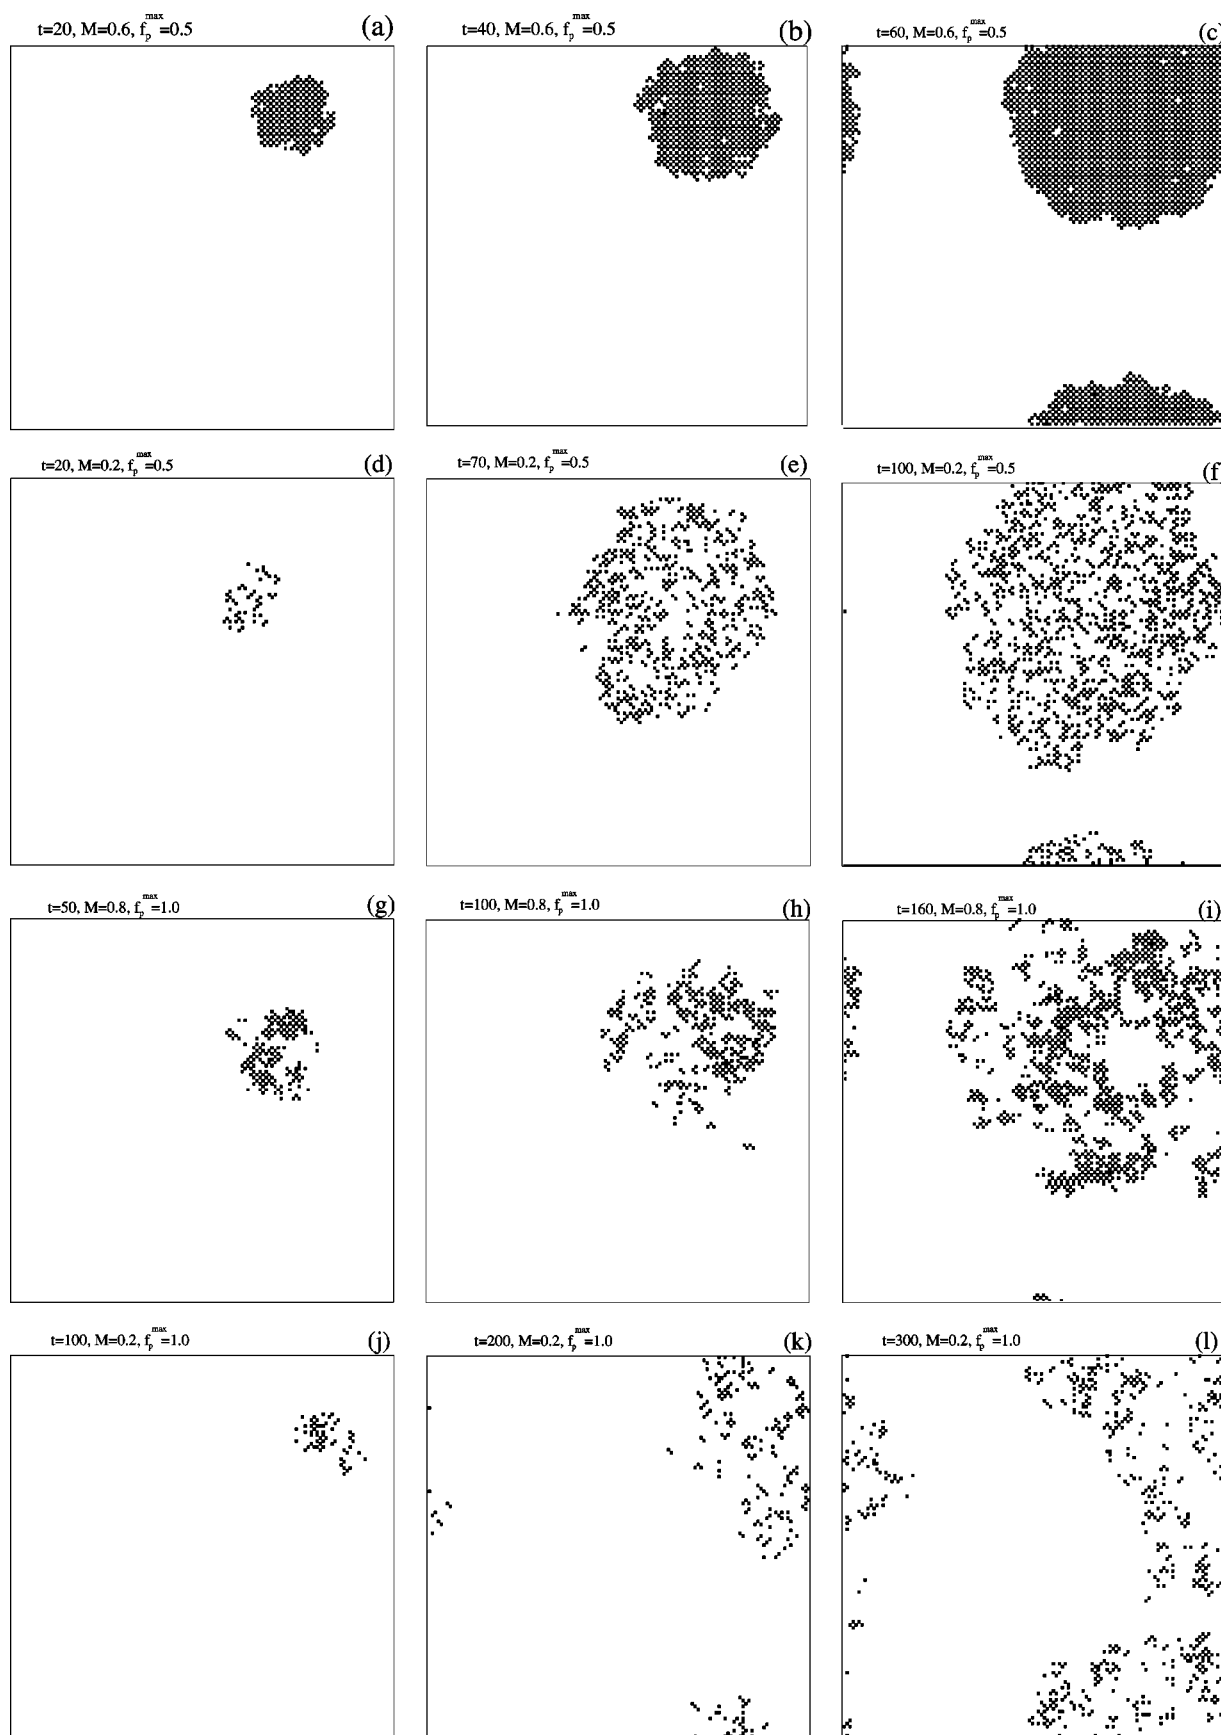 t=20, M=0.6, f_p^max=0.5 (a)
t=40, M=0.6, f_p^max=0.5 (b)
t=60, M=0.6, f_p^max=0.5 (c)
t=20, M=0.2, f_p^max=0.5 (d)
t=70, M=0.2, f_p^max=0.5 (e)
t=100, M=0.2, f_p^max=0.5 (f)
t=50, M=0.8, f_p^max=1.0 (g)
t=100, M=0.8, f_p^max=1.0 (h)
t=160, M=0.8, f_p^max=1.0 (i)
t=100, M=0.2, f_p^max=1.0 (j)
t=200, M=0.2, f_p^max=1.0 (k)
t=300, M=0.2, f_p^max=1.0 (l)